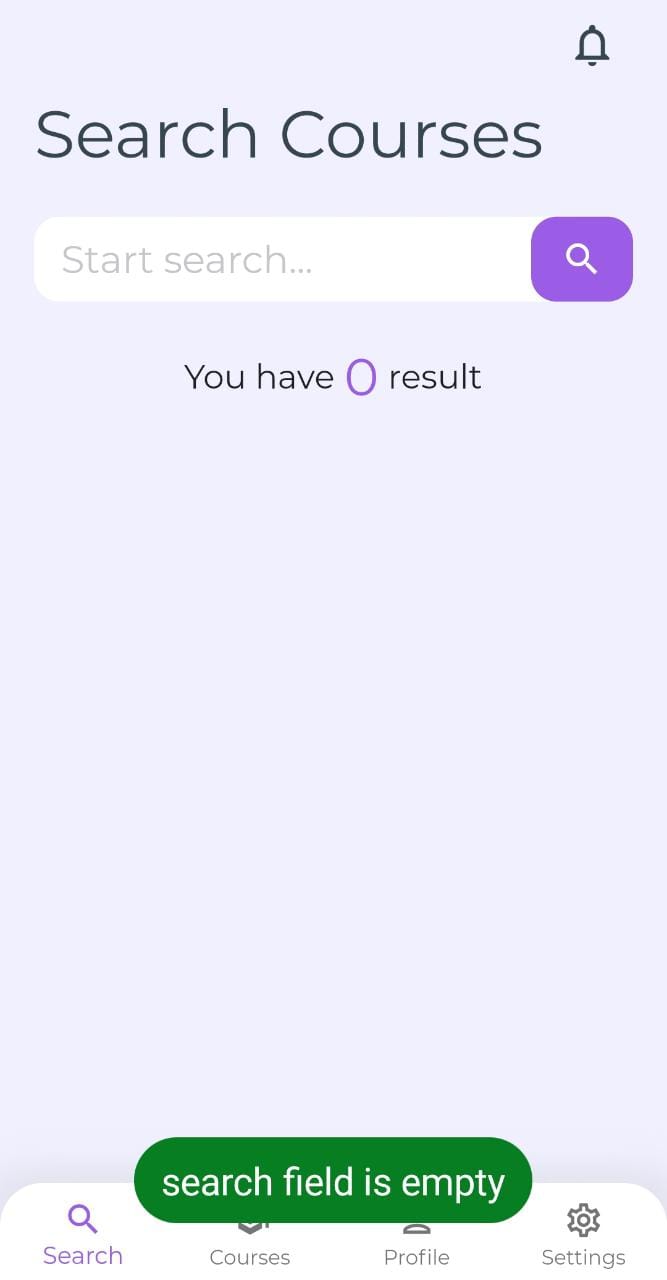 Search Courses
Start search...
You have 0 result
search field is empty
Search
Courses
Profile
Settings